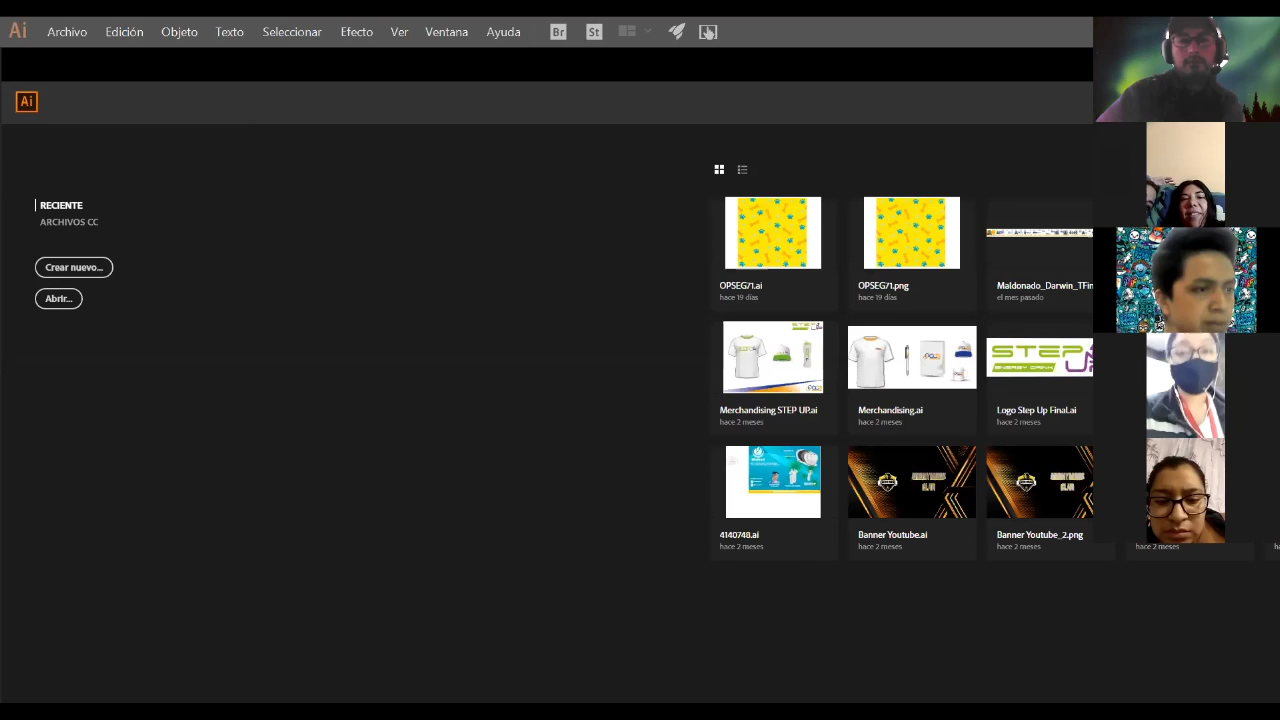 Ai Archivo Edición Objeto Texto Seleccionar Efecto Ver Ventana Ayuda Br St
Ai
RECIENTE
ARCHIVOS CC
Crear nuevo...
Abrir...
OPSEG/1.ai
hace 19 días
OPSEG/1.png
hace 19 días
Maldonado_Darwin_TFin
el mes pasado
STEP
Merchandising STEP UP.ai
hace 2 meses
Merchandising.ai
hace 2 meses
STEP UP
ENERGY DRINK
Logo Step Up Final.ai
hace 2 meses
4140748.ai
hace 2 meses
Banner Youtube.ai
hace 2 meses
Banner Youtube_2.png
hace 2 meses
hace 2 meses